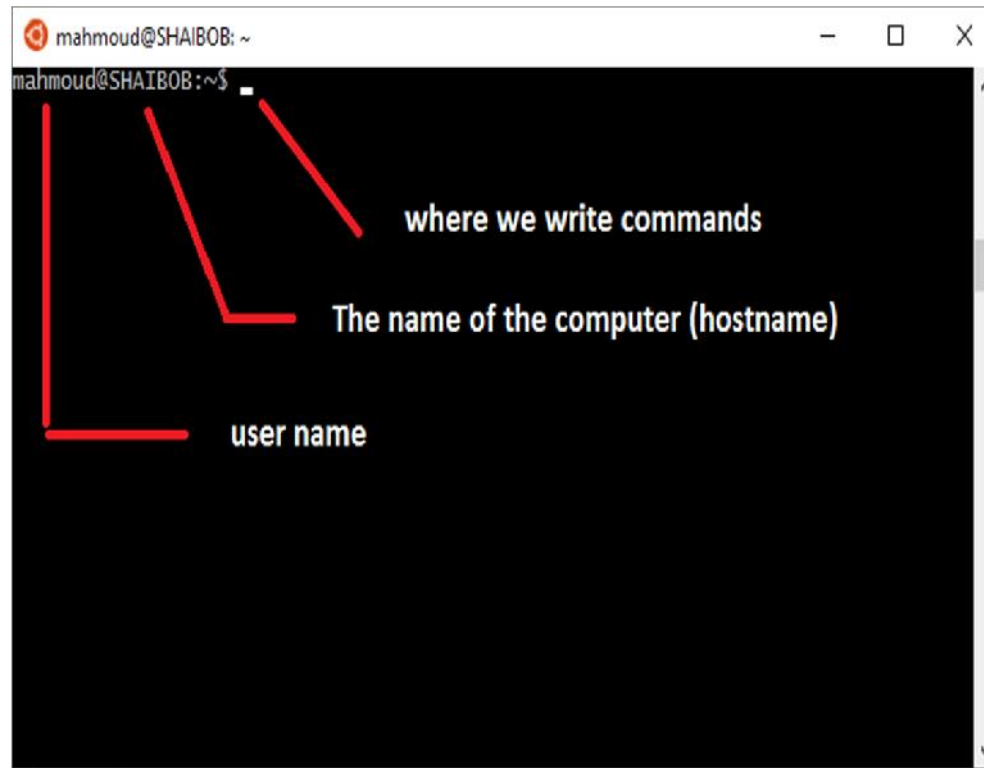 mahmoud@SHAIBOB: ~
mahmoud@SHAIBOB:~$
where we write commands
The name of the computer (hostname)
user name